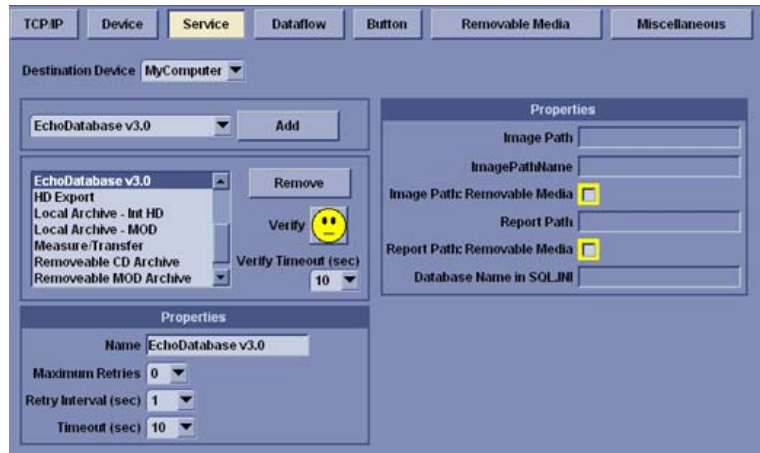 TCP/IP Device Service Dataflow Button Removable Media Miscellaneous
Destination Device MyComputer
EchoDatabase v3.0 Add
EchoDatabase v3.0
HD Export
Local Archive - Int HD
Local Archive - MOD
Measure/Transfer
Removeable CD Archive
Removeable MOD Archive
Remove
Verify
Verify Timeout (sec)
10
Properties
Name EchoDatabase v3.0
Maximum Retries 0
Retry Interval (sec) 1
Timeout (sec) 10
Properties
Image Path
ImagePathName
Image Path: Removable Media
Report Path
Report Path: Removable Media
Database Name in SQL.INI